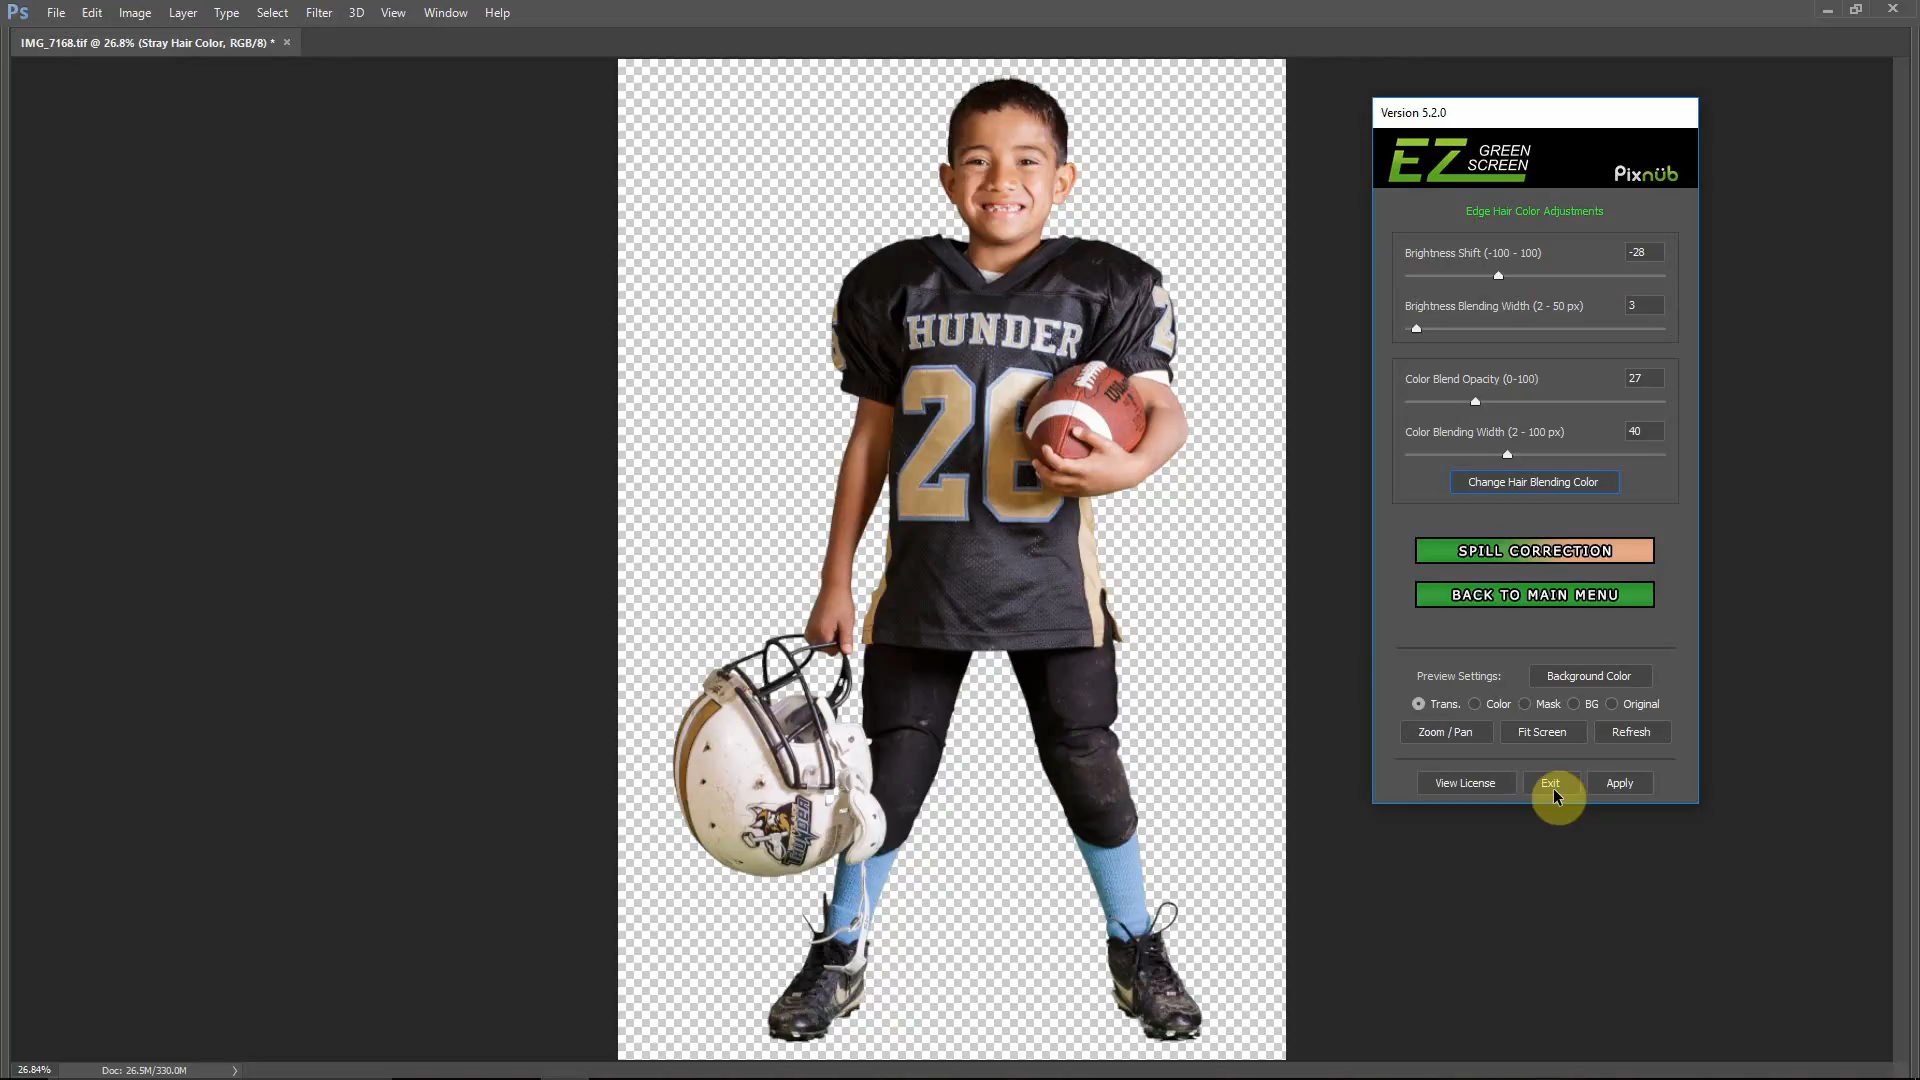 Ps File Edit Image Layer Type Select Filter 3D View Window Help
IMG_7168.tif @ 26.8% (Stray Hair Color, RGB/8) * ×
Version 5.2.0
EZ GREEN SCREEN
Pixnüb
Edge Hair Color Adjustments
Brightness Shift (-100 - 100) -28
Brightness Blending Width (2 - 50 px) 3
Color Blend Opacity (0-100) 27
Color Blending Width (2 - 100 px) 40
Change Hair Blending Color
SPILL CORRECTION
BACK TO MAIN MENU
Preview Settings: Background Color
Trans. Color Mask BG Original
Zoom / Pan Fit Screen Refresh
View License Exit Apply
HUNDER
2
26
THUNDER
26.84% Doc: 26.5M/330.0M